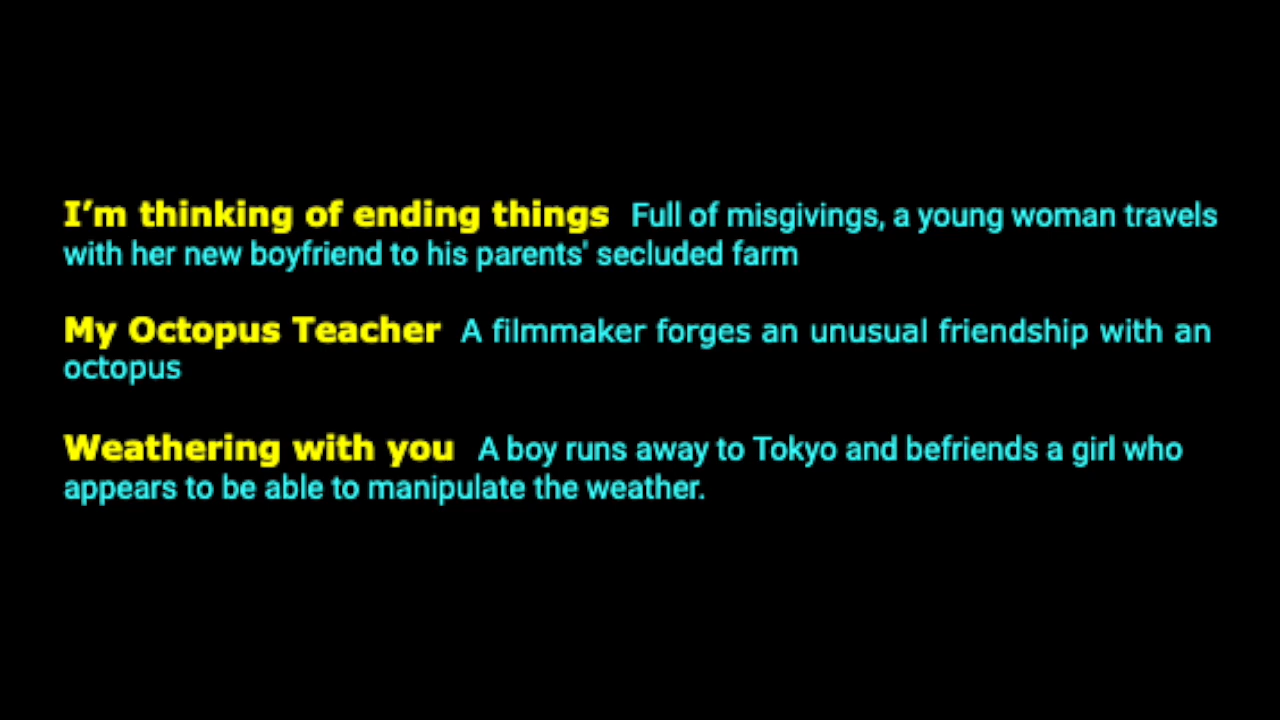 I’m thinking of ending things Full of misgivings, a young woman travels
with her new boyfriend to his parents' secluded farm
My Octopus Teacher A filmmaker forges an unusual friendship with an
octopus
Weathering with you A boy runs away to Tokyo and befriends a girl who
appears to be able to manipulate the weather.